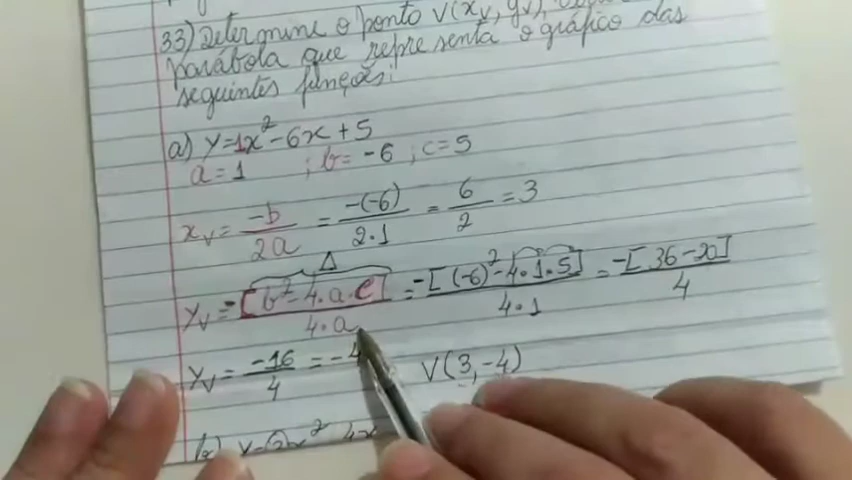 33) Determine o ponto V(xv, yv),
parábola que representa o gráfico das
seguintes funções:
a) y=1x²-6x+5
a=1 ; b=-6 ; c=5
xv= -b/2a = -(-6)/2·1 = 6/2 = 3
Δ
yv= -[b²-4·a·c]/4·a = -[(-6)²-4·1·5]/4·1 = -[36-20]/4
yv= -16/4 = -4 V(3,-4)